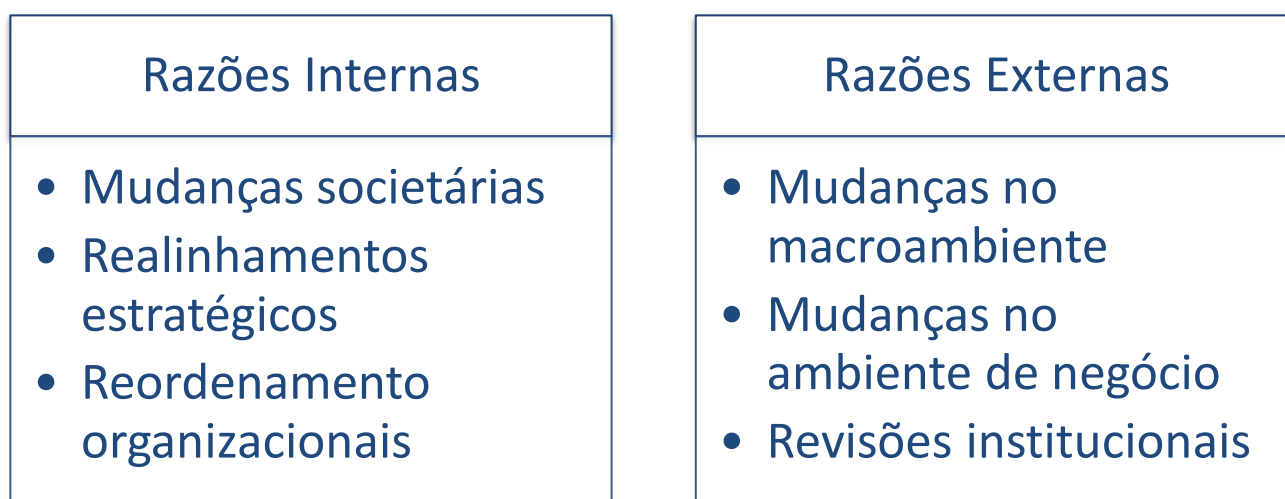 Razões Internas
• Mudanças societárias
• Realinhamentos
estratégicos
• Reordenamento
organizacionais
Razões Externas
• Mudanças no
macroambiente
• Mudanças no
ambiente de negócio
• Revisões institucionais